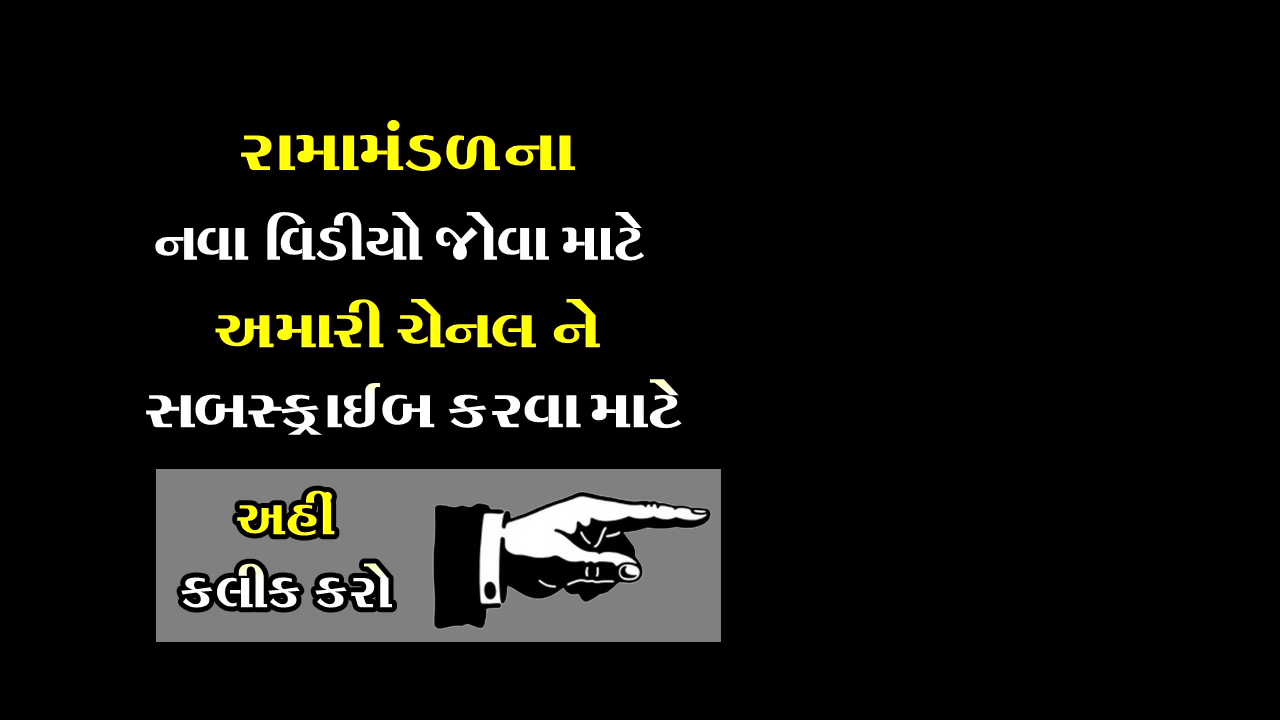 રામામંડળના
નવા વિડીયો જોવા માટે
અમારી ચેનલ ને
સબસ્ક્રાઈબ કરવા માટે
અહીં
કલીક કરો